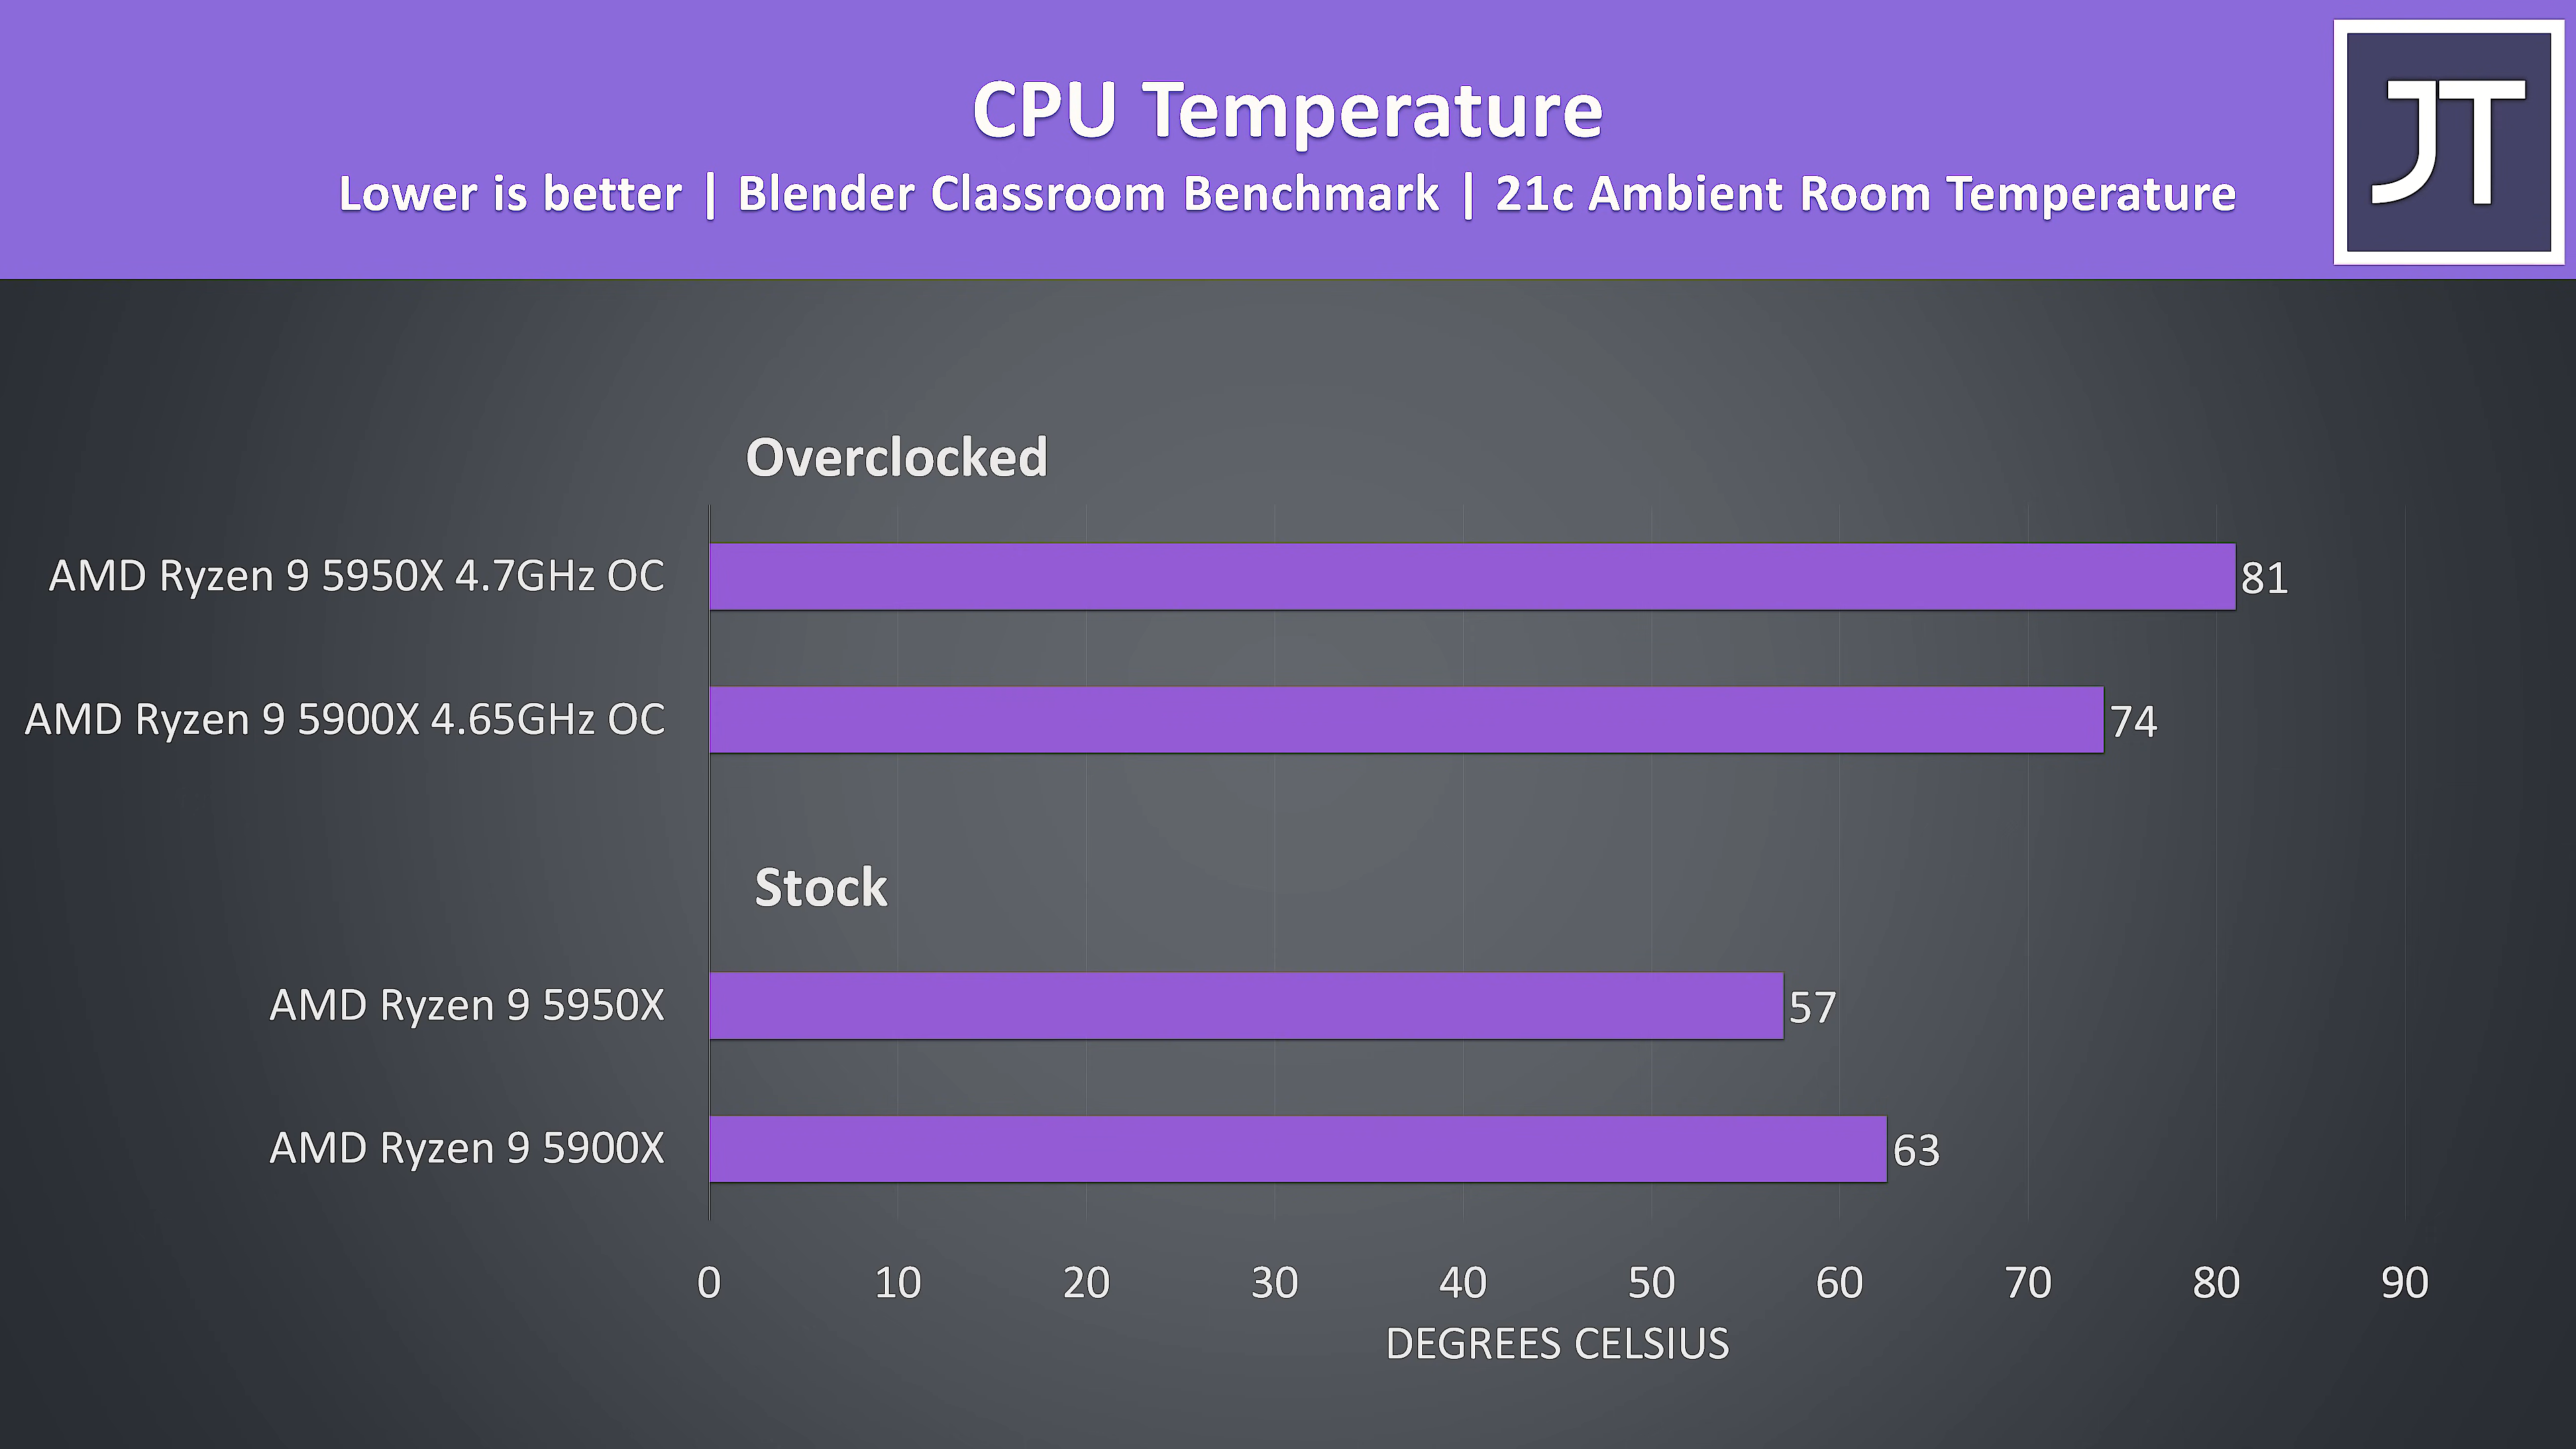 CPU Temperature
Lower is better | Blender Classroom Benchmark | 21c Ambient Room Temperature
JT
Overclocked
AMD Ryzen 9 5950X 4.7GHz OC
81
AMD Ryzen 9 5900X 4.65GHz OC
74
Stock
AMD Ryzen 9 5950X
57
AMD Ryzen 9 5900X
63
0 10 20 30 40 50 60 70 80 90
DEGREES CELSIUS